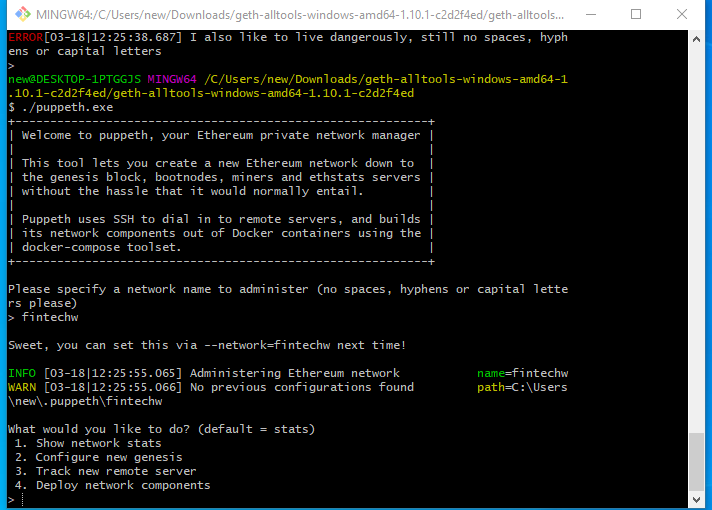 MINGW64:/C/Users/new/Downloads/geth-alltools-windows-amd64-1.10.1-c2d2f4ed/geth-alltools...
ERROR[03-18|12:25:38.687] I also like to live dangerously, still no spaces, hyph
ens or capital letters
>
new@DESKTOP-1PTGGJS MINGW64 /C/Users/new/Downloads/geth-alltools-windows-amd64-1
.10.1-c2d2f4ed/geth-alltools-windows-amd64-1.10.1-c2d2f4ed
$ ./puppeth.exe
+-----------------------------------------------------------+
| Welcome to puppeth, your Ethereum private network manager |
|                                                           |
| This tool lets you create a new Ethereum network down to  |
| the genesis block, bootnodes, miners and ethstats servers |
| without the hassle that it would normally entail.         |
|                                                           |
| Puppeth uses SSH to dial in to remote servers, and builds |
| its network components out of Docker containers using the |
| docker-compose toolset.                                   |
+-----------------------------------------------------------+
Please specify a network name to administer (no spaces, hyphens or capital lette
rs please)
> fintechw
Sweet, you can set this via --network=fintechw next time!
INFO [03-18|12:25:55.065] Administering Ethereum network           name=fintechw
WARN [03-18|12:25:55.066] No previous configurations found         path=C:\Users
\new\.puppeth\fintechw
What would you like to do? (default = stats)
 1. Show network stats
 2. Configure new genesis
 3. Track new remote server
 4. Deploy network components
>